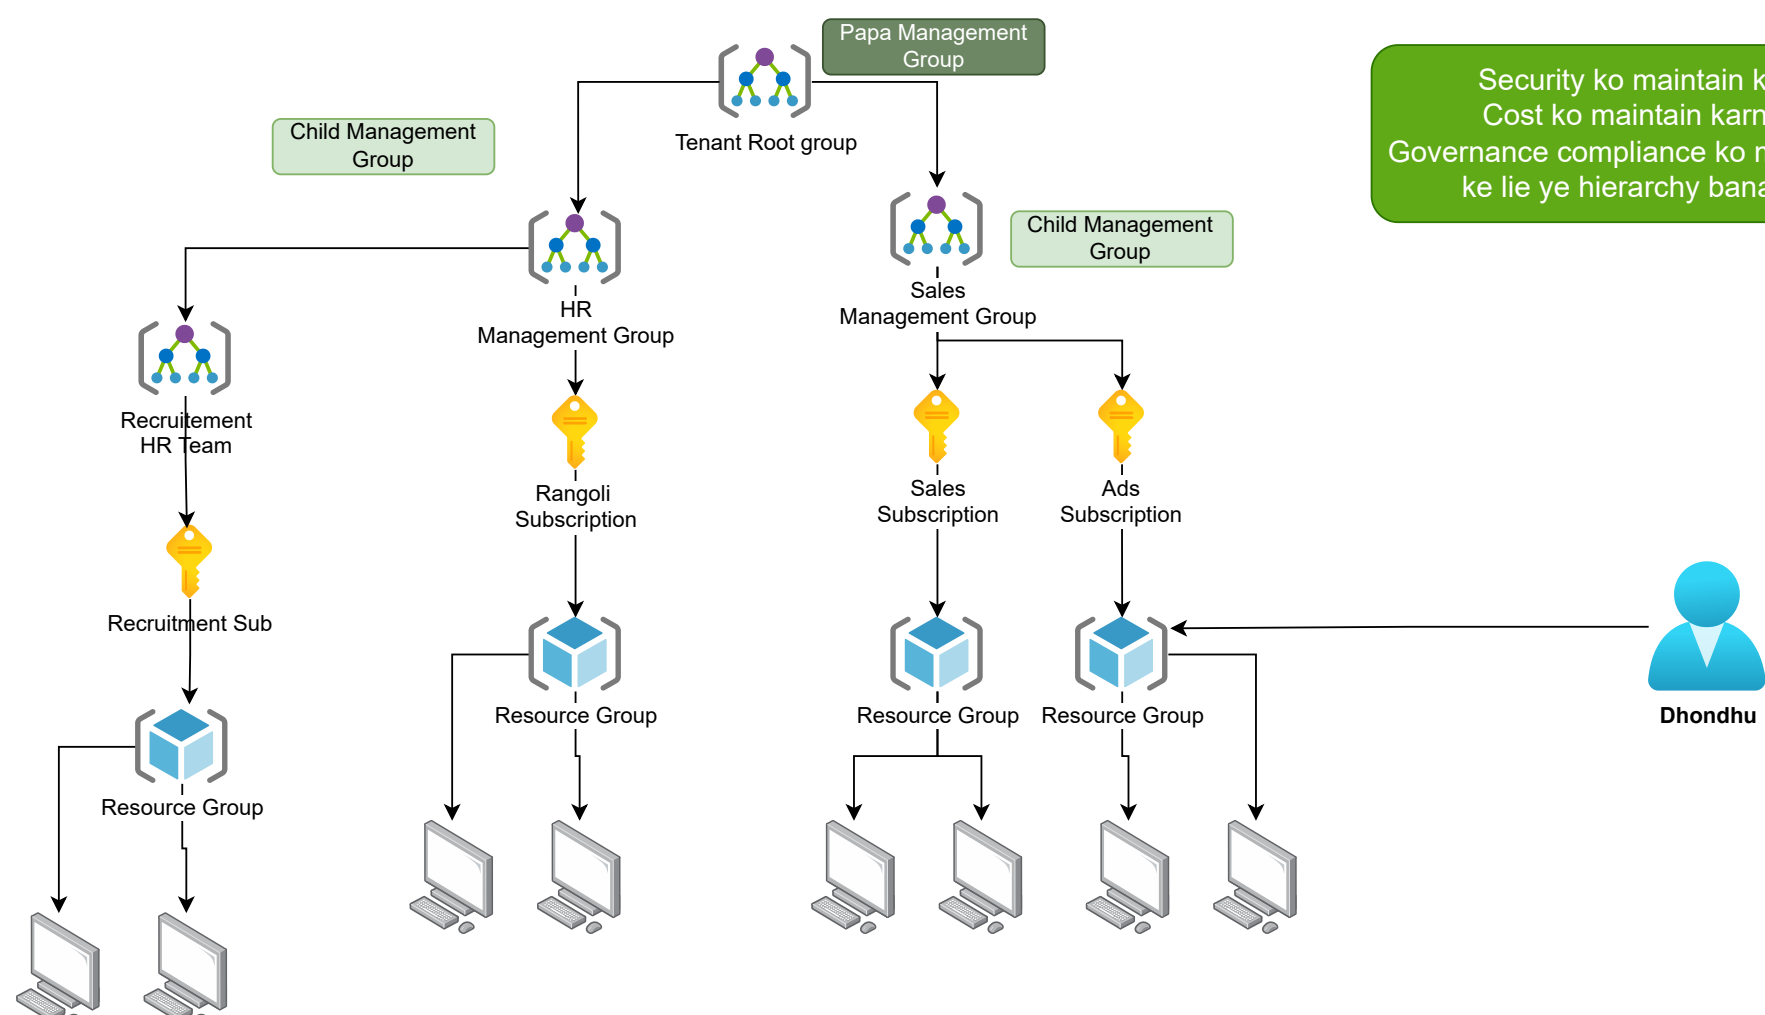 Papa Management
Group
Tenant Root group
Child Management
Group
Security ko maintain
Cost ko maintain
Governance compliance ko
ke lie ye hierarchy
Child Management
Group
HR
Management Group
Sales
Management Group
Recruitement
HR Team
Rangoli
Subscription
Sales
Subscription
Ads
Subscription
Recruitment Sub
Resource Group
Resource Group
Resource Group
Dhondhu
Resource Group